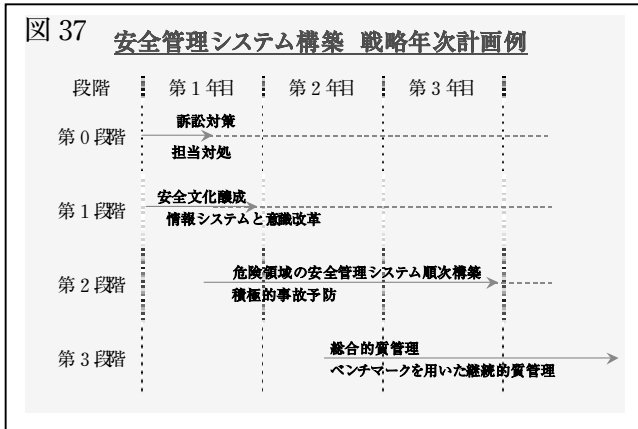 図 37
安全管理システム構築 戦略年次計画例
段階 第1年目 第2年目 第3年目
訴訟対策
第0段階
担当対処
安全文化醸成
第1段階
情報システムと意識改革
危険領域の安全管理システム順次構築
第2段階
積極的事故予防
総合的質管理
第3段階
ベンチマークを用いた継続的質管理